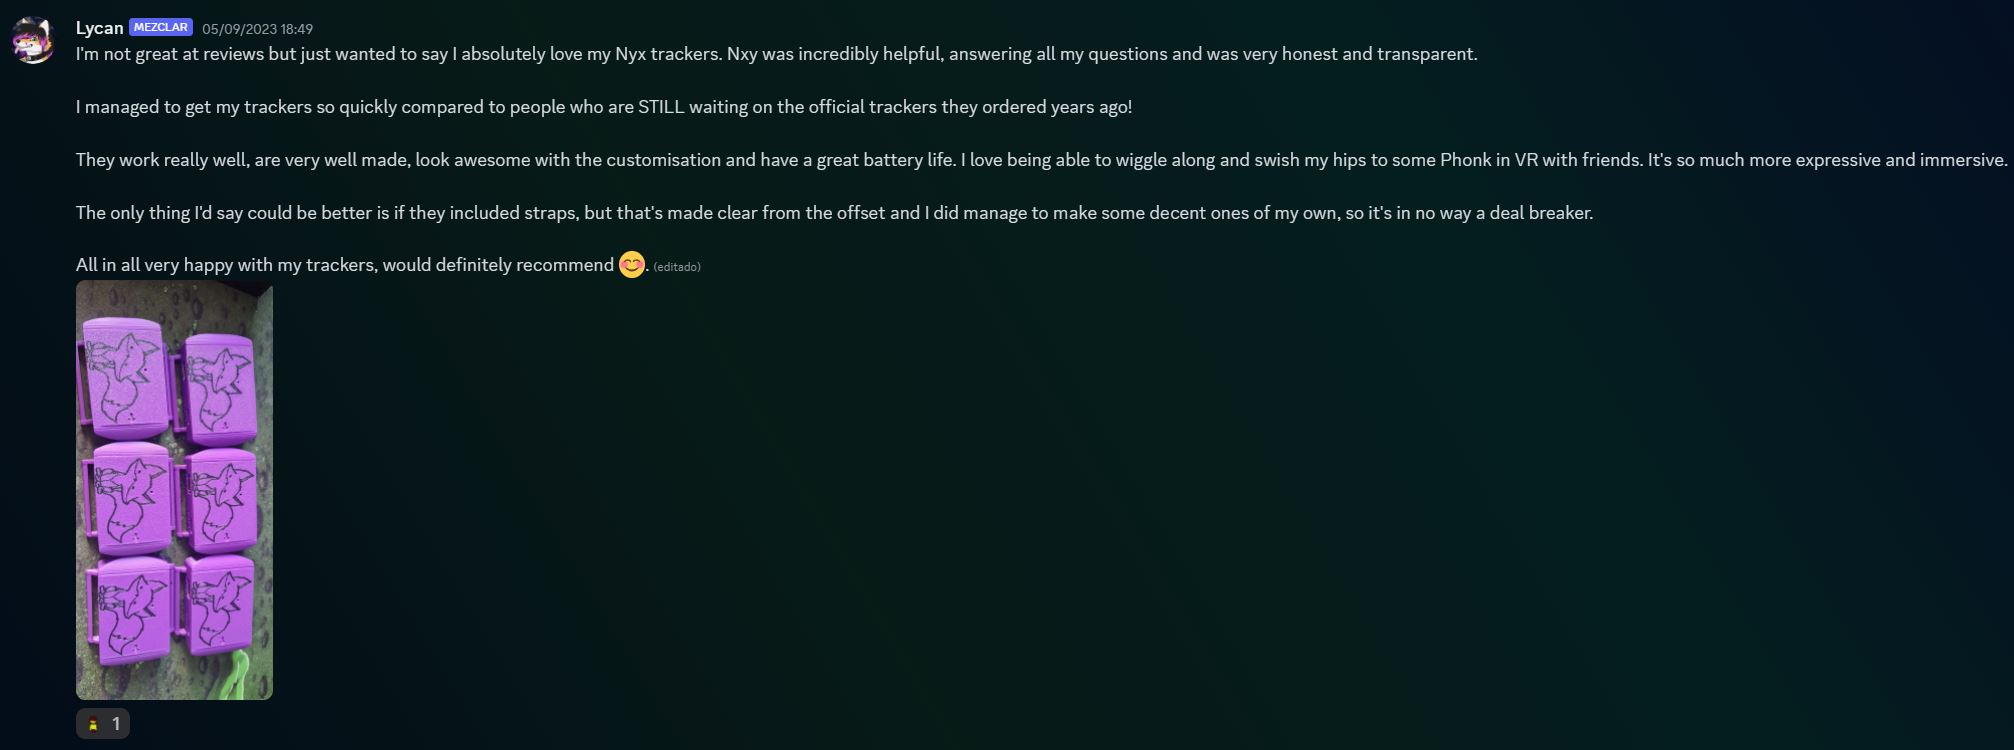 Lycan MEZCLAR 05/09/2023 18:49
I'm not great at reviews but just wanted to say I absolutely love my Nyx trackers. Nxy was incredibly helpful, answering all my questions and was very honest and transparent.
I managed to get my trackers so quickly compared to people who are STILL waiting on the official trackers they ordered years ago!
They work really well, are very well made, look awesome with the customisation and have a great battery life. I love being able to wiggle along and swish my hips to some Phonk in VR with friends. It's so much more expressive and immersive.
The only thing I'd say could be better is if they included straps, but that's made clear from the offset and I did manage to make some decent ones of my own, so it's in no way a deal breaker.
All in all very happy with my trackers, would definitely recommend 😊. (editado)
1